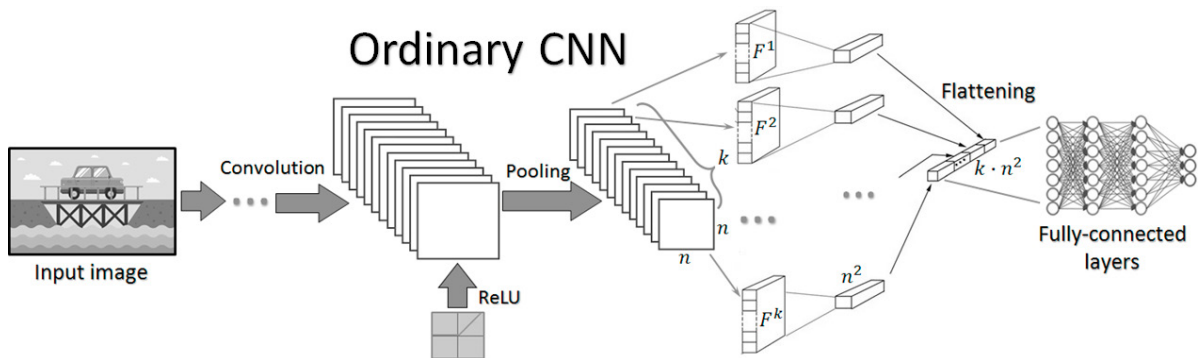 Ordinary CNN
Input image
Convolution
ReLU
Pooling
k
n
n
F¹
F²
Fᵏ
n²
Flattening
k · n²
Fully-connected
layers